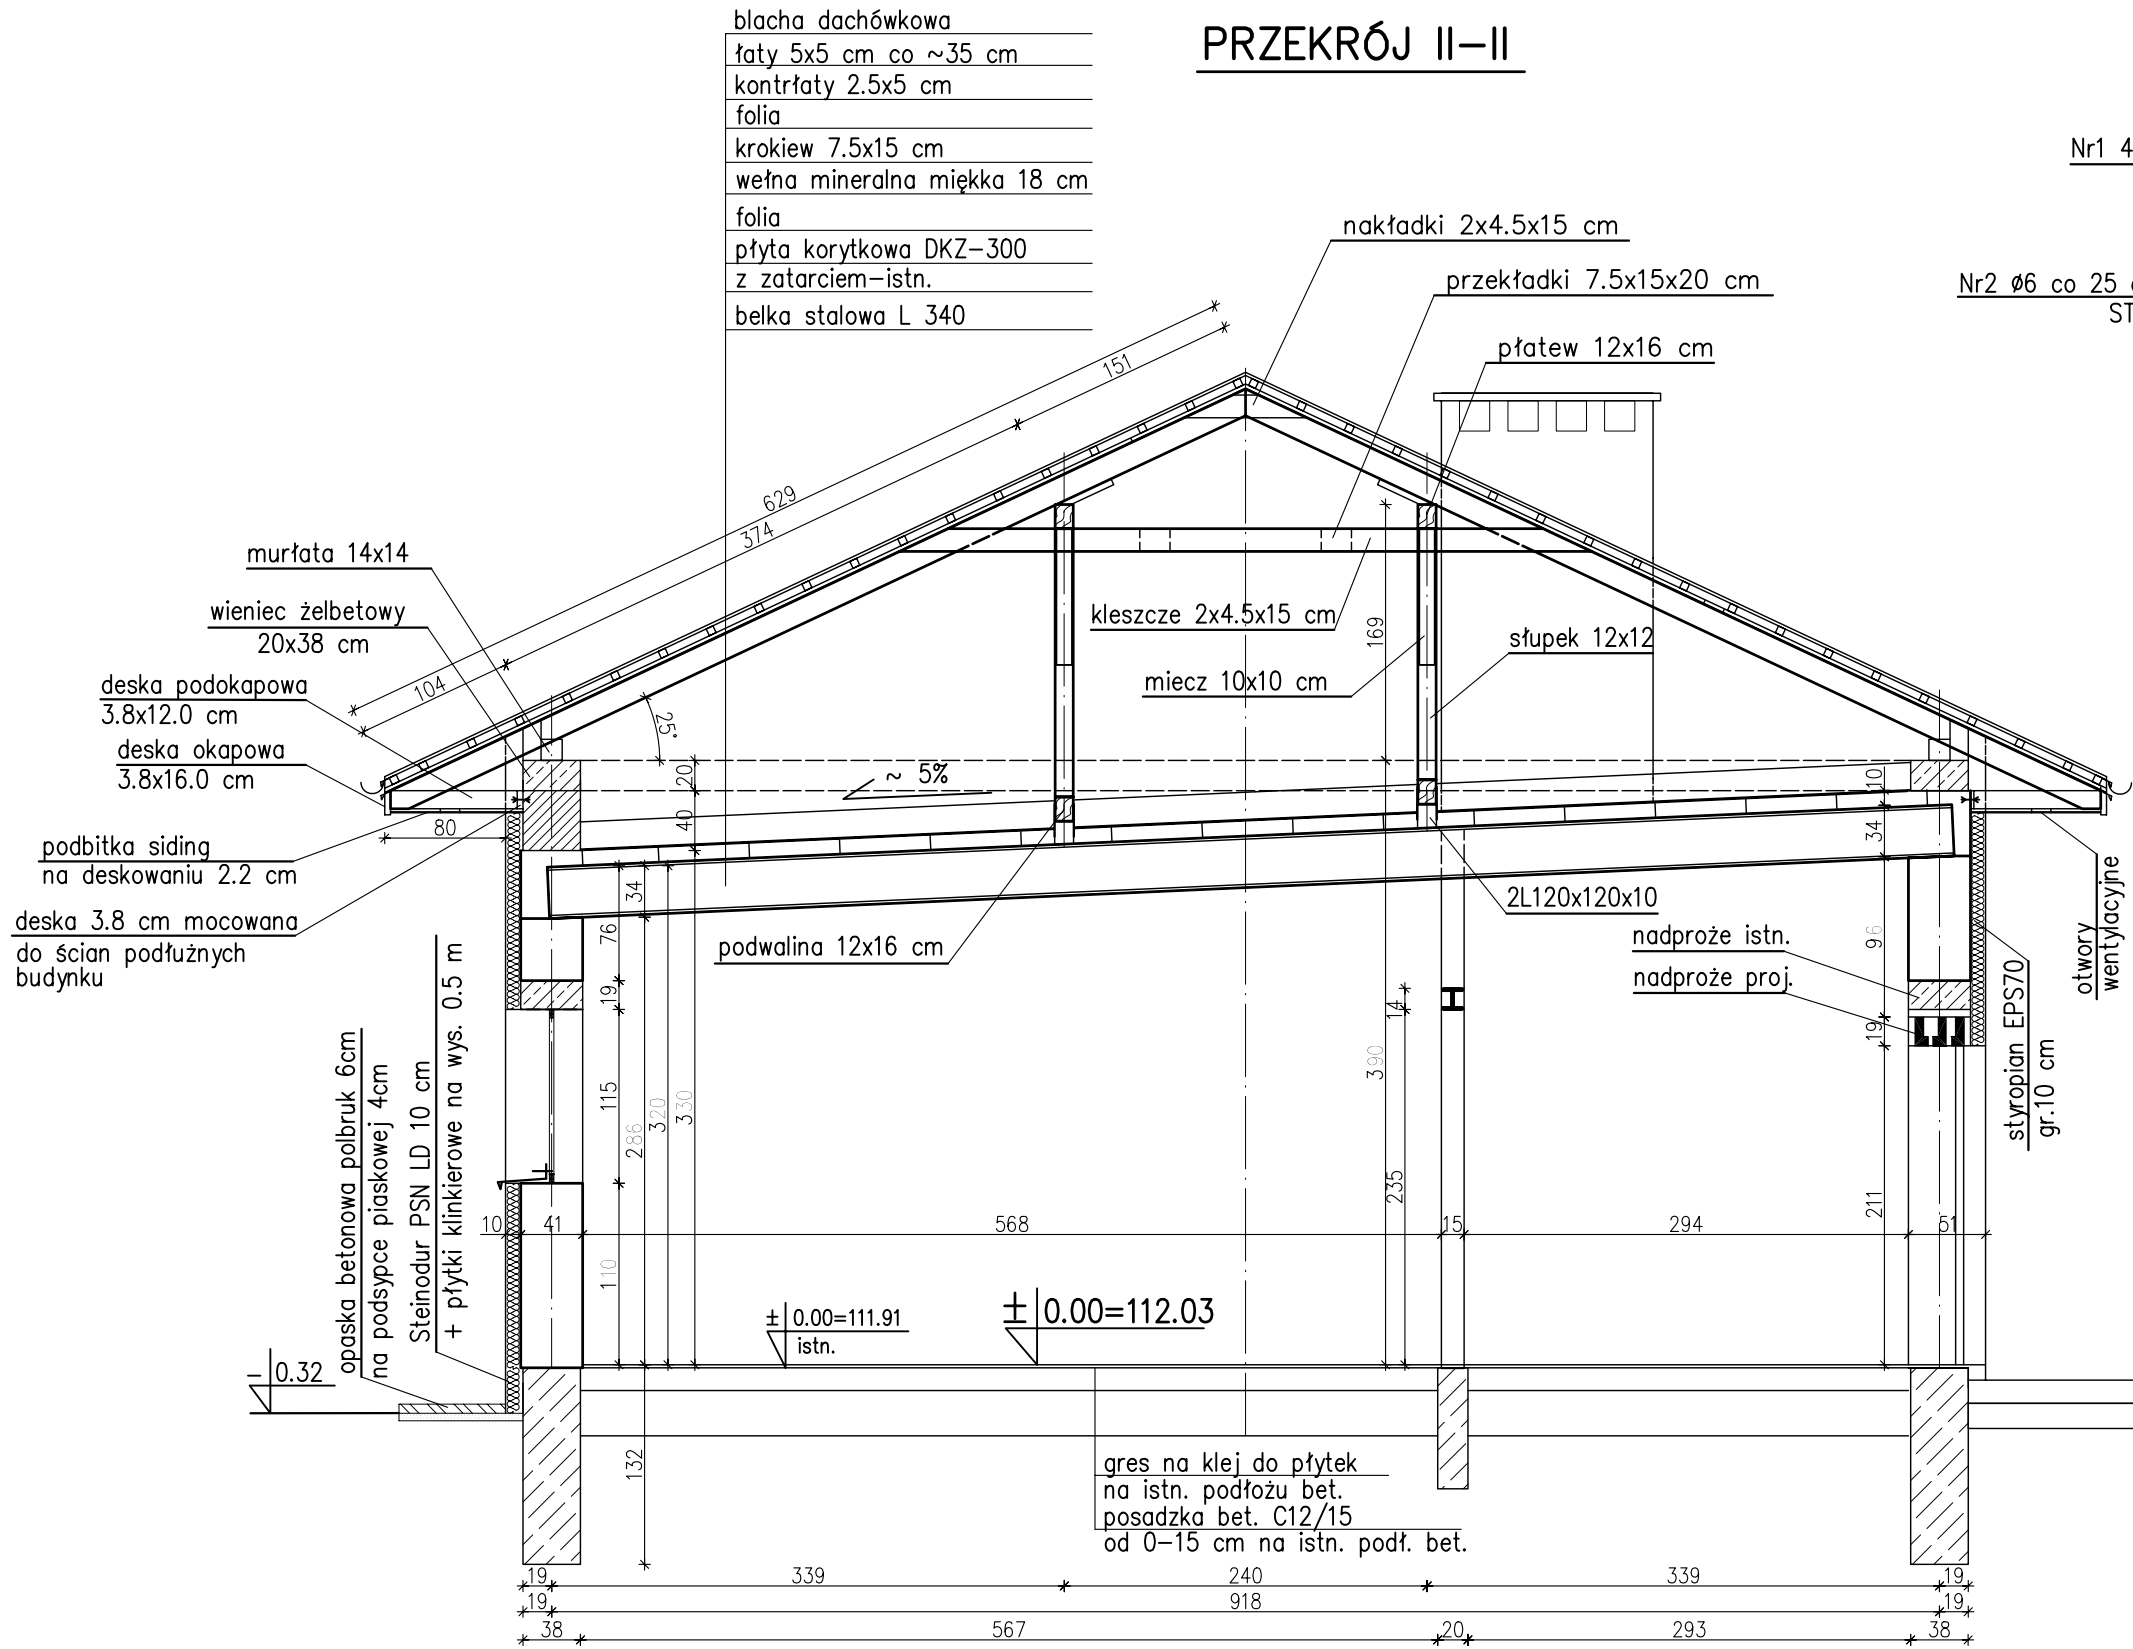 PRZEKRÓJ II-II
blacha dachówkowa
łaty 5x5 cm co ~35 cm
kontrłaty 2.5x5 cm
folia
krokiew 7.5x15 cm
wełna mineralna miękka 18 cm
folia
płyta korytkowa DKZ-300
z zatarciem-istn.
belka stalowa L 340
Nr1 4
Nr2 ø6 co 25
ST
nakładki 2x4.5x15 cm
przekładki 7.5x15x20 cm
płatew 12x16 cm
151
629
374
104
murłata 14x14
wieniec żelbetowy
20x38 cm
deska podokapowa
3.8x12.0 cm
deska okapowa
3.8x16.0 cm
podbitka siding
na deskowaniu 2.2 cm
deska 3.8 cm mocowana
do ścian podłużnych
budynku
80
25°
20
40
~ 5%
kleszcze 2x4.5x15 cm
169
słupek 12x12
miecz 10x10 cm
10
34
34
76
19
podwalina 12x16 cm
2L120x120x10
nadproże istn.
nadproże proj.
96
19
otwory
wentylacyjne
styropian EPS70
gr.10 cm
opaska betonowa polbruk 6cm
na podsypce piaskowej 4cm
Steinodur PSN LD 10 cm
+ płytki klinkierowe na wys. 0.5 m
115
286
320
330
110
14
390
235
211
10
41
568
15
294
51
± 0.00=111.91
istn.
± 0.00=112.03
- 0.32
132
gres na klej do płytek
na istn. podłożu bet.
posadzka bet. C12/15
od 0-15 cm na istn. podł. bet.
19
339
240
339
19
19
918
19
38
567
20
293
38